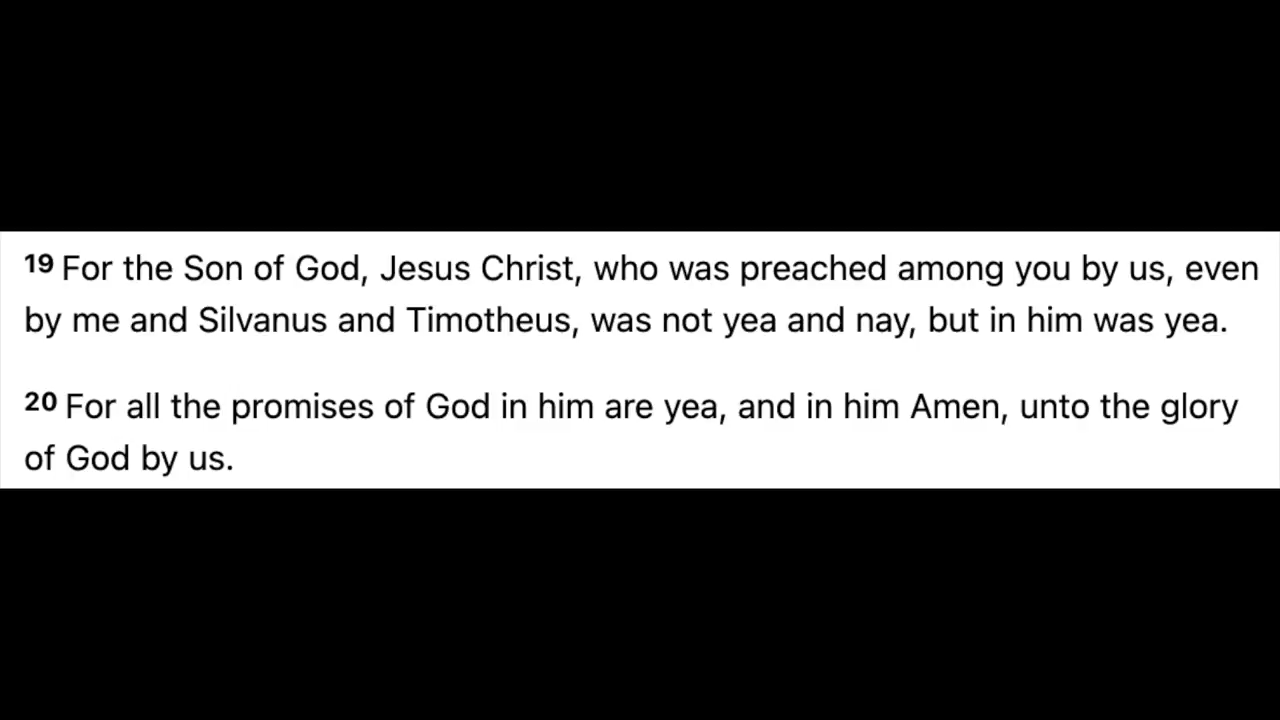 19 For the Son of God, Jesus Christ, who was preached among you by us, even
by me and Silvanus and Timotheus, was not yea and nay, but in him was yea.
20 For all the promises of God in him are yea, and in him Amen, unto the glory
of God by us.